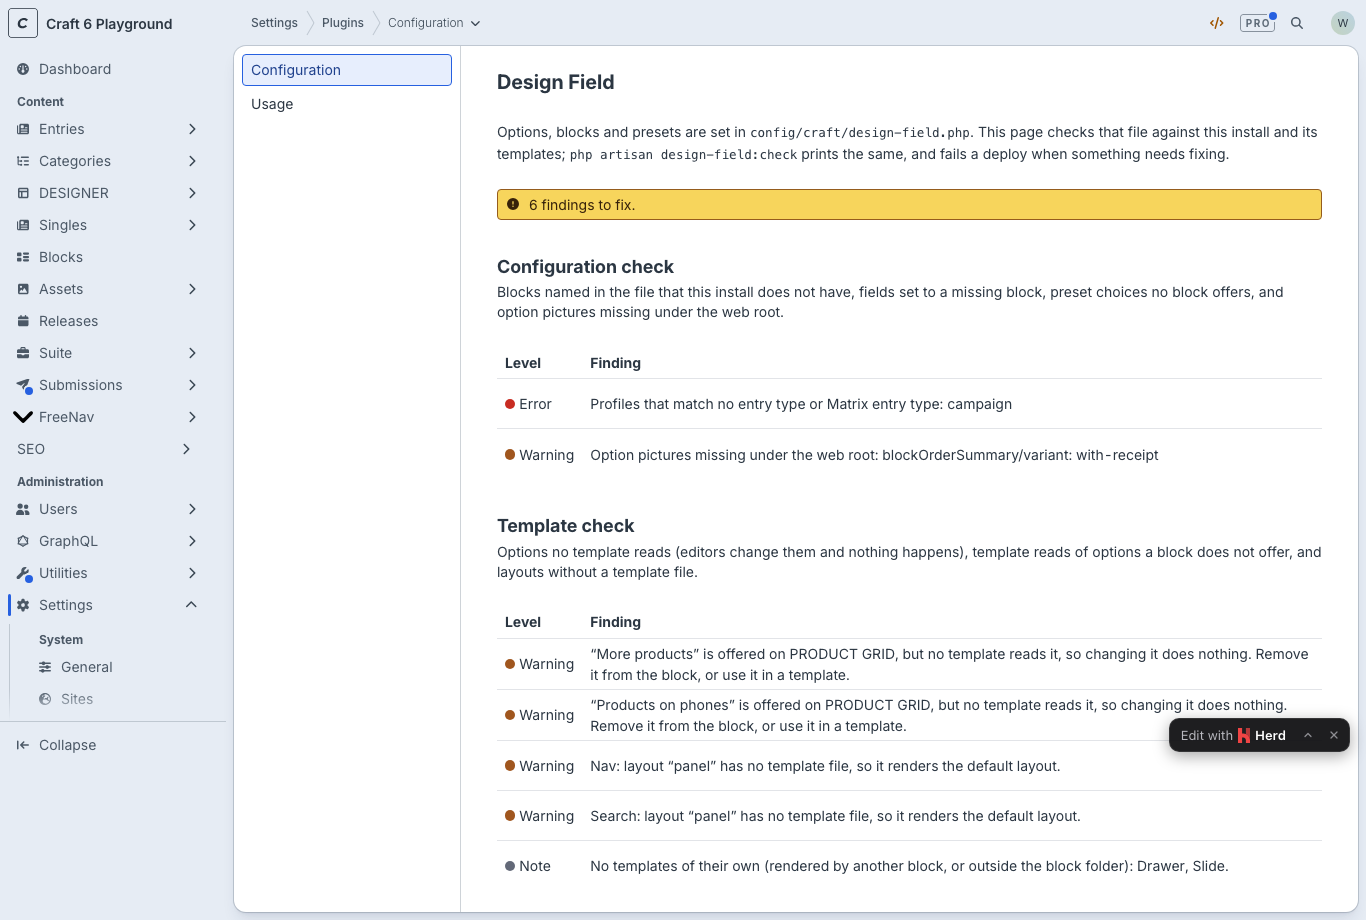 C Craft 6 Playground
Settings Plugins Configuration
PRO
W
Dashboard
Content
Entries
Categories
DESIGNER
Singles
Blocks
Assets
Releases
Suite
Submissions
FreeNav
SEO
Administration
Users
GraphQL
Utilities
Settings
System
General
Sites
Collapse
Configuration
Usage
Design Field
Options, blocks and presets are set in config/craft/design-field.php. This page checks that file against this install and its
templates; php artisan design-field:check prints the same, and fails a deploy when something needs fixing.
6 findings to fix.
Configuration check
Blocks named in the file that this install does not have, fields set to a missing block, preset choices no block offers, and
option pictures missing under the web root.
Level Finding
Error Profiles that match no entry type or Matrix entry type: campaign
Warning Option pictures missing under the web root: blockOrderSummary/variant: with-receipt
Template check
Options no template reads (editors change them and nothing happens), template reads of options a block does not offer, and
layouts without a template file.
Level Finding
Warning “More products” is offered on PRODUCT GRID, but no template reads it, so changing it does nothing. Remove
it from the block, or use it in a template.
Warning “Products on phones” is offered on PRODUCT GRID, but no template reads it, so changing it does nothing.
Remove it from the block, or use it in a template.
Edit with Herd
Warning Nav: layout “panel” has no template file, so it renders the default layout.
Warning Search: layout “panel” has no template file, so it renders the default layout.
Note No templates of their own (rendered by another block, or outside the block folder): Drawer, Slide.